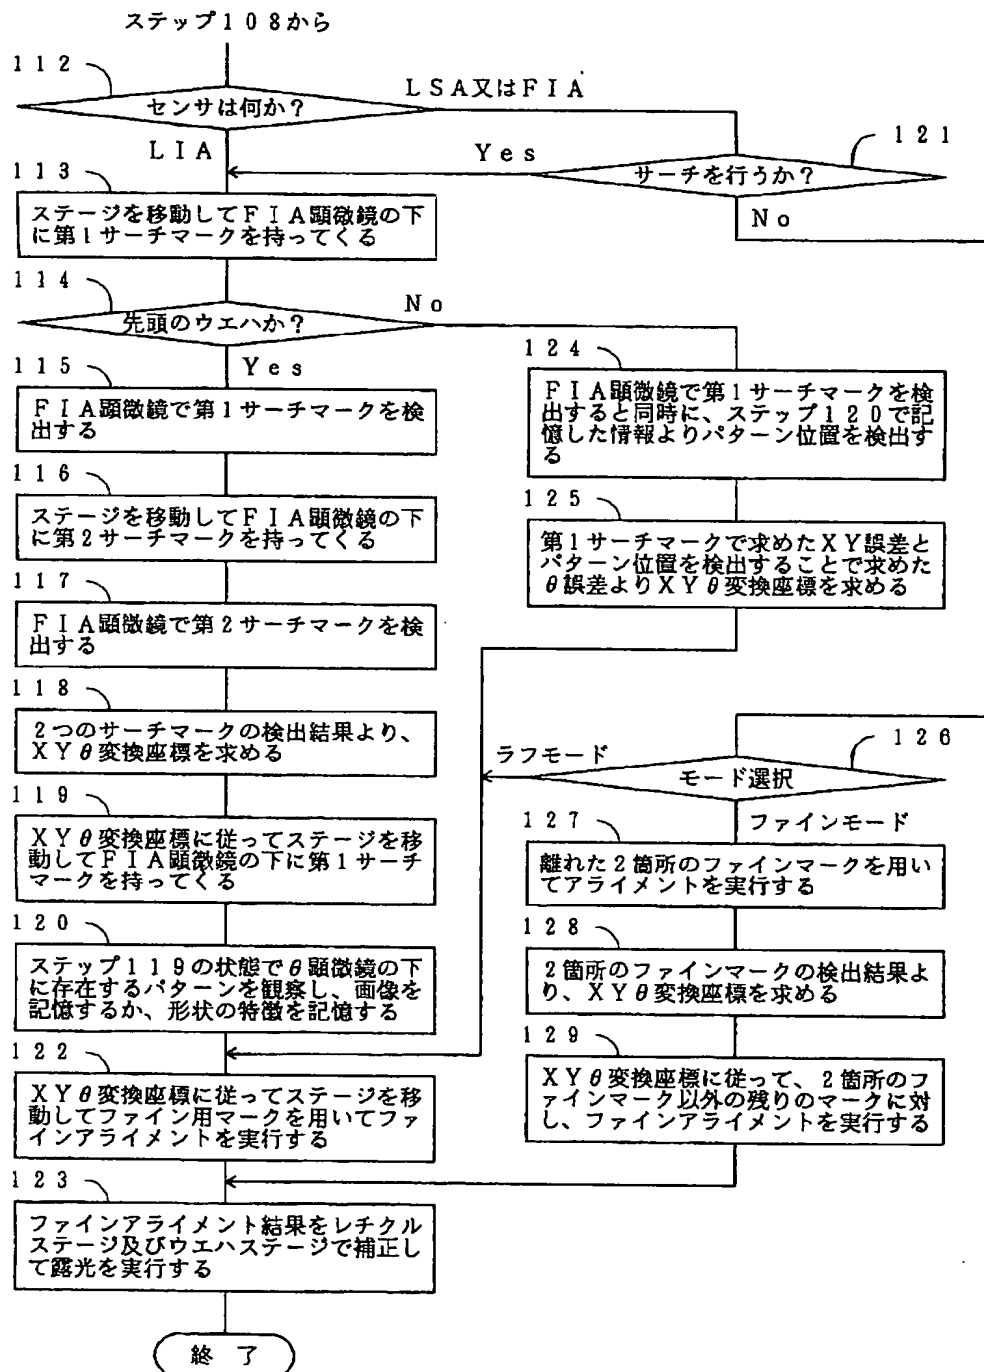 ステップ108から
112
センサは何か?
LSA又はFIA
LIA
Yes
121
サーチを行うか?
No
113
ステージを移動してFIA顕微鏡の下
に第1サーチマークを持ってくる
114
先頭のウエハか?
No
Yes
115
FIA顕微鏡で第1サーチマークを検
出する
116
ステージを移動してFIA顕微鏡の下
に第2サーチマークを持ってくる
117
FIA顕微鏡で第2サーチマークを検
出する
118
2つのサーチマークの検出結果より、
XYθ変換座標を求める
119
XYθ変換座標に従ってステージを移
動してFIA顕微鏡の下に第1サーチ
マークを持ってくる
120
ステップ119の状態でθ顕微鏡の下
に存在するパターンを観察し、画像を
記憶するか、形状の特徴を記憶する
122
XYθ変換座標に従ってステージを移
動してファイン用マークを用いてファ
インアライメントを実行する
123
ファインアライメント結果をレチクル
ステージ及びウエハステージで補正し
て露光を実行する
終了
124
FIA顕微鏡で第1サーチマークを検
出すると同時に、ステップ120で記
憶した情報よりパターン位置を検出す
る
125
第1サーチマークで求めたXY誤差と
パターン位置を検出することで求めた
θ誤差よりXYθ変換座標を求める
126
ラフモード
モード選択
ファインモード
127
離れた2箇所のファインマークを用い
てアライメントを実行する
128
2箇所のファインマークの検出結果よ
り、XYθ変換座標を求める
129
XYθ変換座標に従って、2箇所のフ
ァインマーク以外の残りのマークに対
し、ファインアライメントを実行する